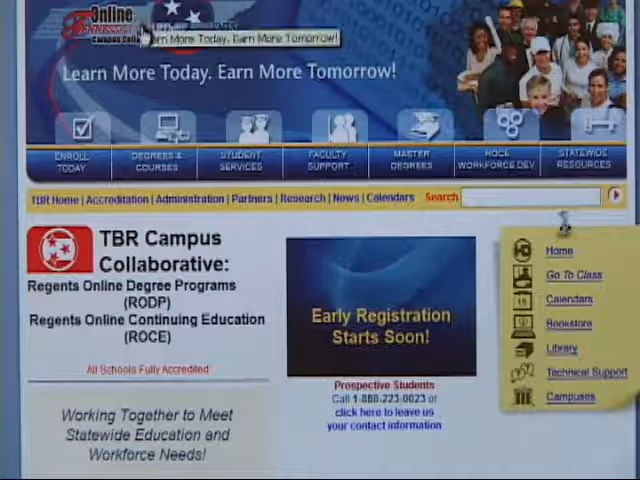 Online
Campus
Learn More Today. Earn More Tomorrow!
Learn More Today. Earn More Tomorrow!
ENROLL TODAY
DEGREES & COURSES
STUDENT SERVICES
FACULTY SUPPORT
MASTER DEGREES
ROCE WORKFORCE DEV.
STATEWIDE RESOURCES
TBR Home | Accreditation | Administration | Partners | Research | News | Calendars Search
TBR Campus
Collaborative:
Regents Online Degree Programs
(RODP)
Regents Online Continuing Education
(ROCE)
All Schools Fully Accredited
Working Together to Meet
Statewide Education and
Workforce Needs!
Early Registration
Starts Soon!
Prospective Students
Call 1-888-223-0023 or
click here to leave us
your contact information
Home
Go To Class
15
Calendars
Bookstore
Library
Technical Support
Campuses